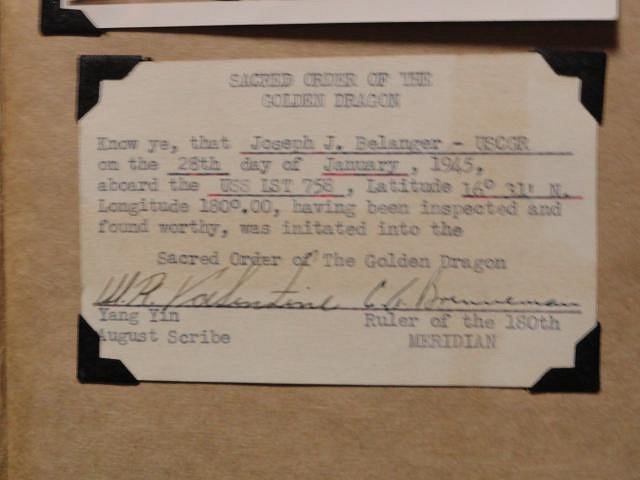 SACRED ORDER OF THE
GOLDEN DRAGON
Know ye, that Joseph J. Belanger - USCGR
on the 28th day of January, 1945,
aboard the USS LST 758, Latitude 16° 31' N.
Longitude 180°.00, having been inspected and
found worthy, was initated into the
Sacred Order of The Golden Dragon
W.R. Valentine C. A. Brenneman
Yang Yin Ruler of the 180th
August Scribe MERIDIAN